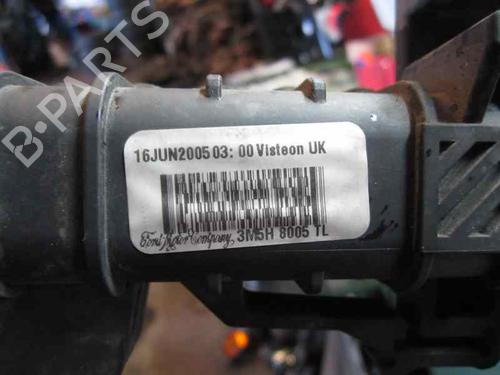 B-PARTS
16JUN2005 03: 00 Visteon UK
Ford Motor Company 3M5H 8005 TL